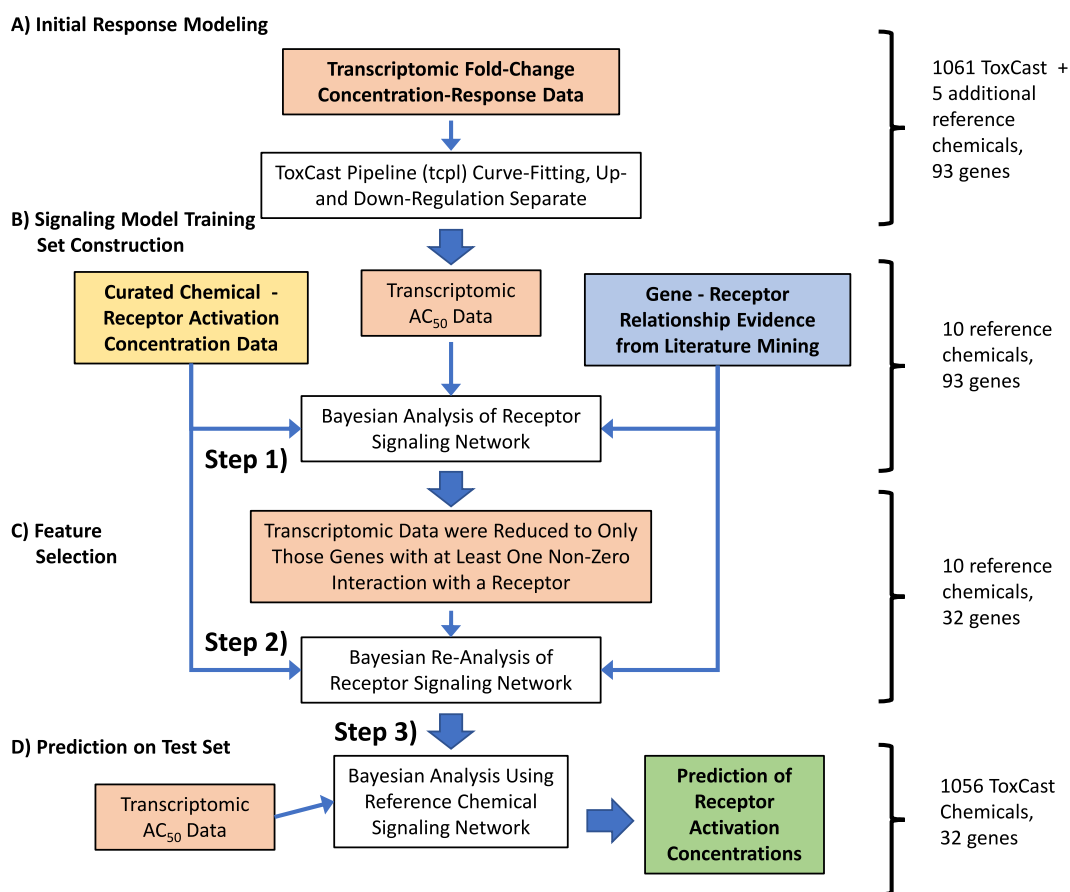 A) Initial Response Modeling
Transcriptomic Fold-Change
Concentration-Response Data
ToxCast Pipeline (tcpl) Curve-Fitting, Up-
and Down-Regulation Separate
1061 ToxCast +
5 additional
reference
chemicals,
93 genes
B) Signaling Model Training
Set Construction
Curated Chemical -
Receptor Activation
Concentration Data
Transcriptomic
AC50 Data
Gene - Receptor
Relationship Evidence
from Literature Mining
Bayesian Analysis of Receptor
Signaling Network
Step 1)
10 reference
chemicals,
93 genes
C) Feature
Selection
Transcriptomic Data were Reduced to Only
Those Genes with at Least One Non-Zero
Interaction with a Receptor
Step 2)
Bayesian Re-Analysis of
Receptor Signaling Network
10 reference
chemicals,
32 genes
Step 3)
D) Prediction on Test Set
Transcriptomic
AC50 Data
Bayesian Analysis Using
Reference Chemical
Signaling Network
Prediction of
Receptor
Activation
Concentrations
1056 ToxCast
Chemicals,
32 genes